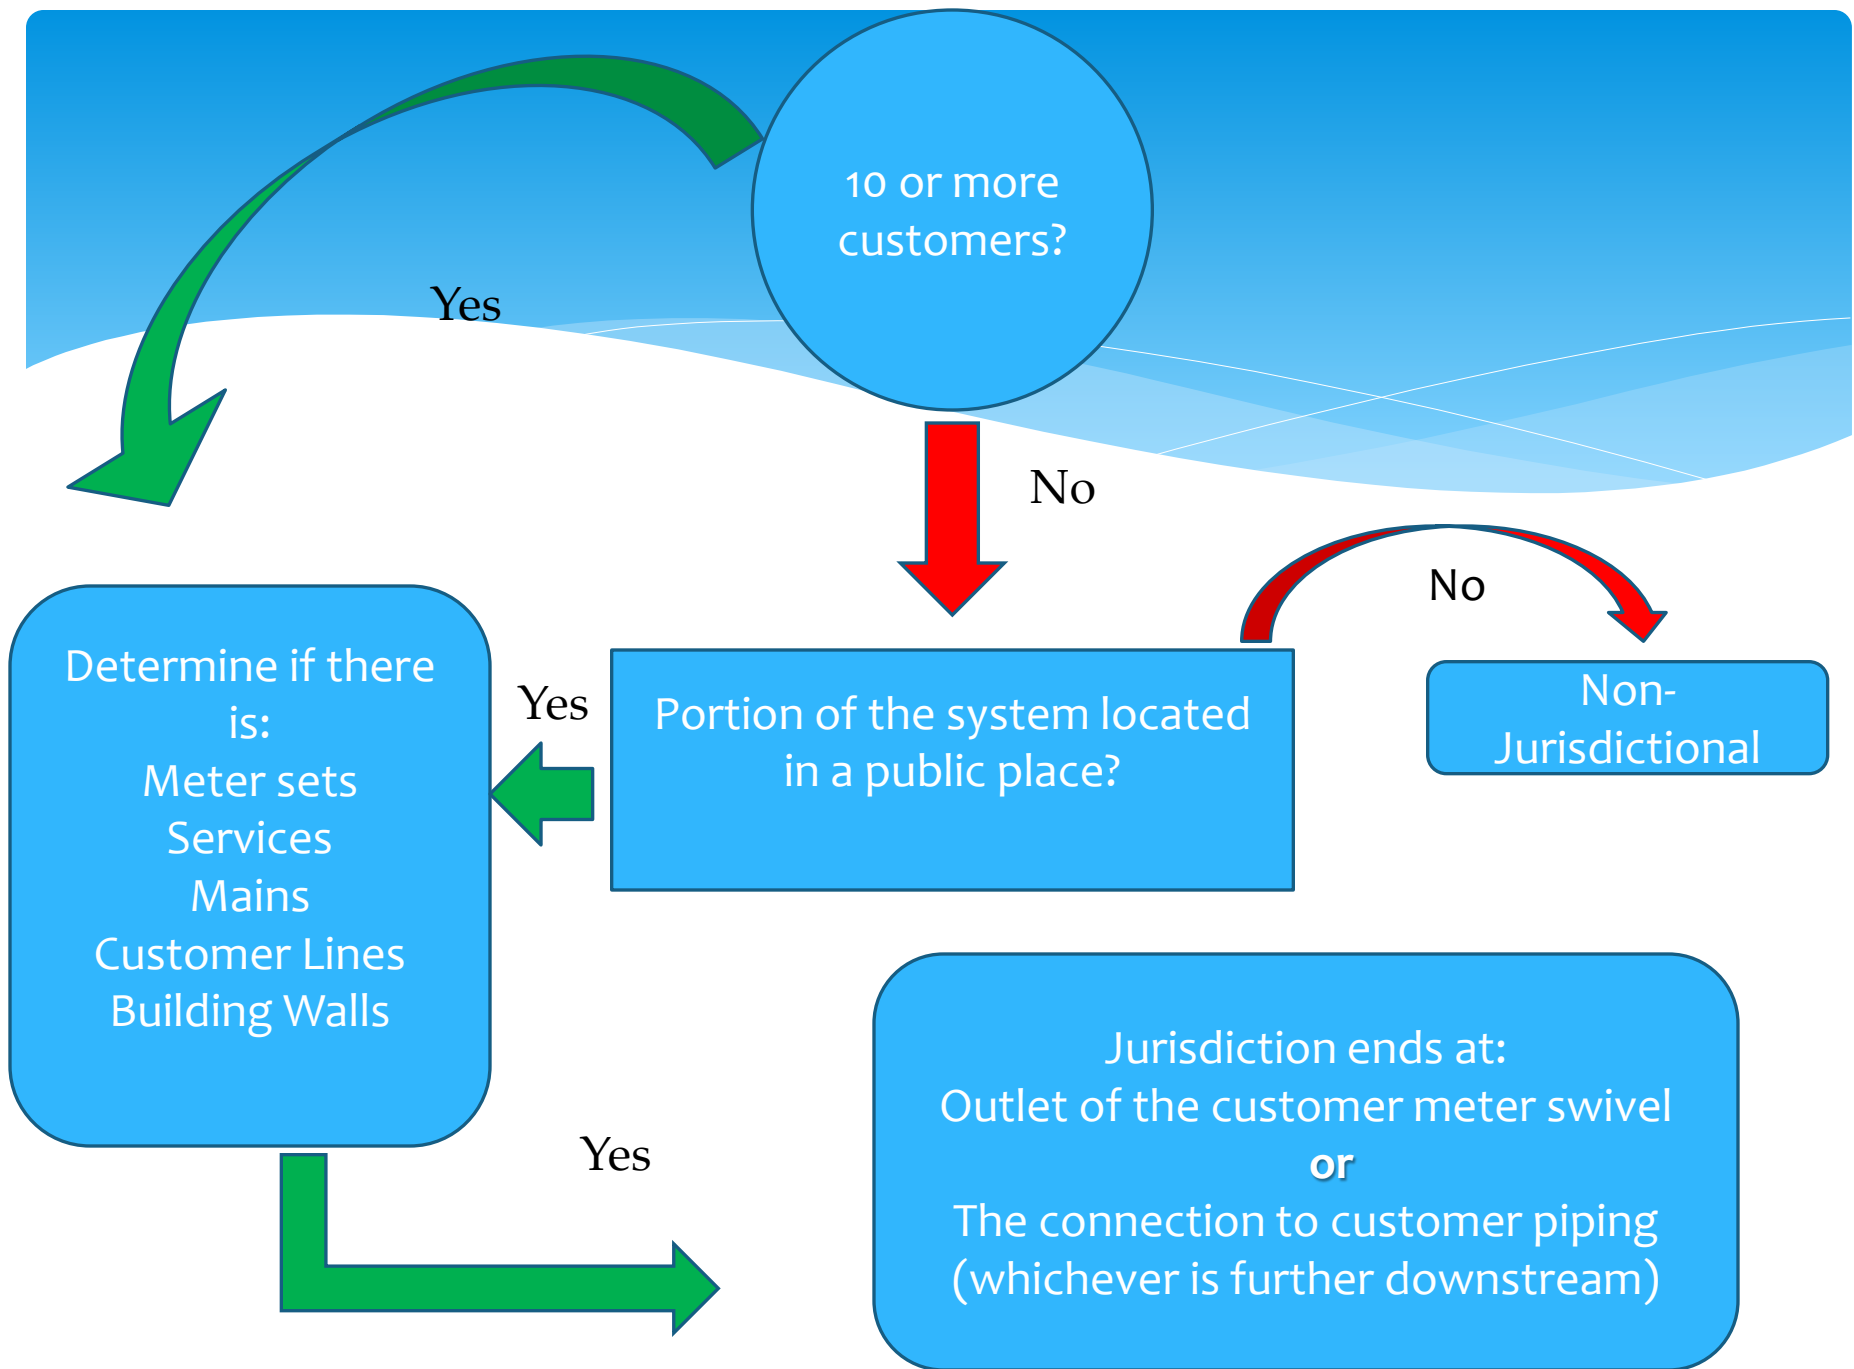 10 or more
customers?
Yes
No
No
Determine if there
is:
Meter sets
Services
Mains
Customer Lines
Building Walls
Yes
Portion of the system located
in a public place?
Non-
Jurisdictional
Yes
Jurisdiction ends at:
Outlet of the customer meter swivel
or
The connection to customer piping
(whichever is further downstream)